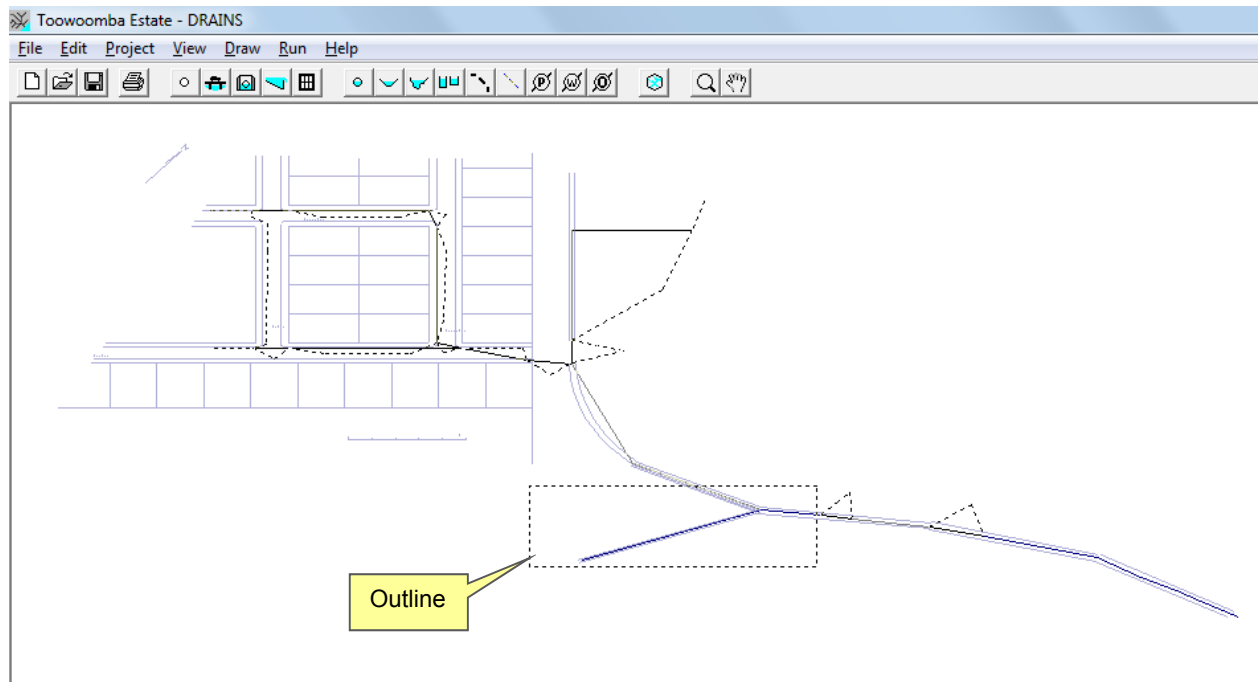 Toowoomba Estate - DRAINS
File Edit Project View Draw Run Help
P W O
Outline